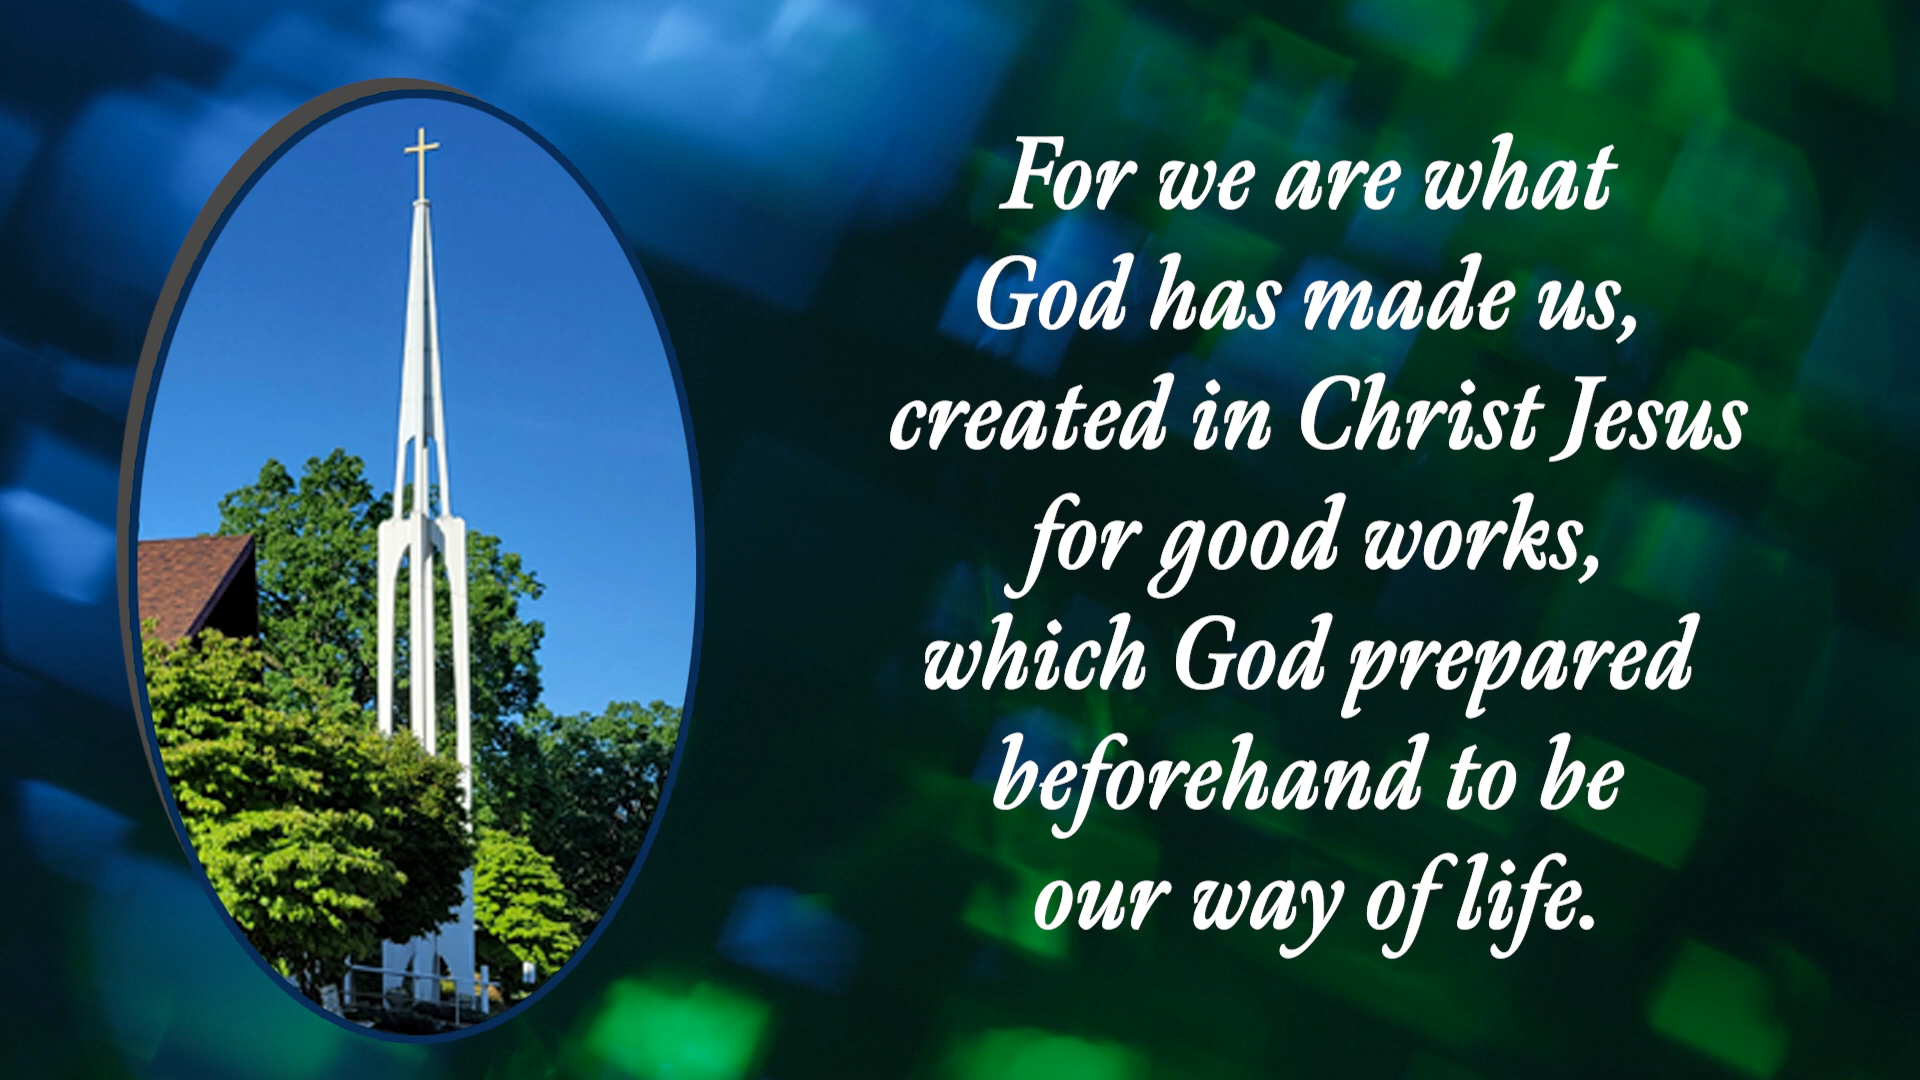 For we are what
God has made us,
created in Christ Jesus
for good works,
which God prepared
beforehand to be
our way of life.